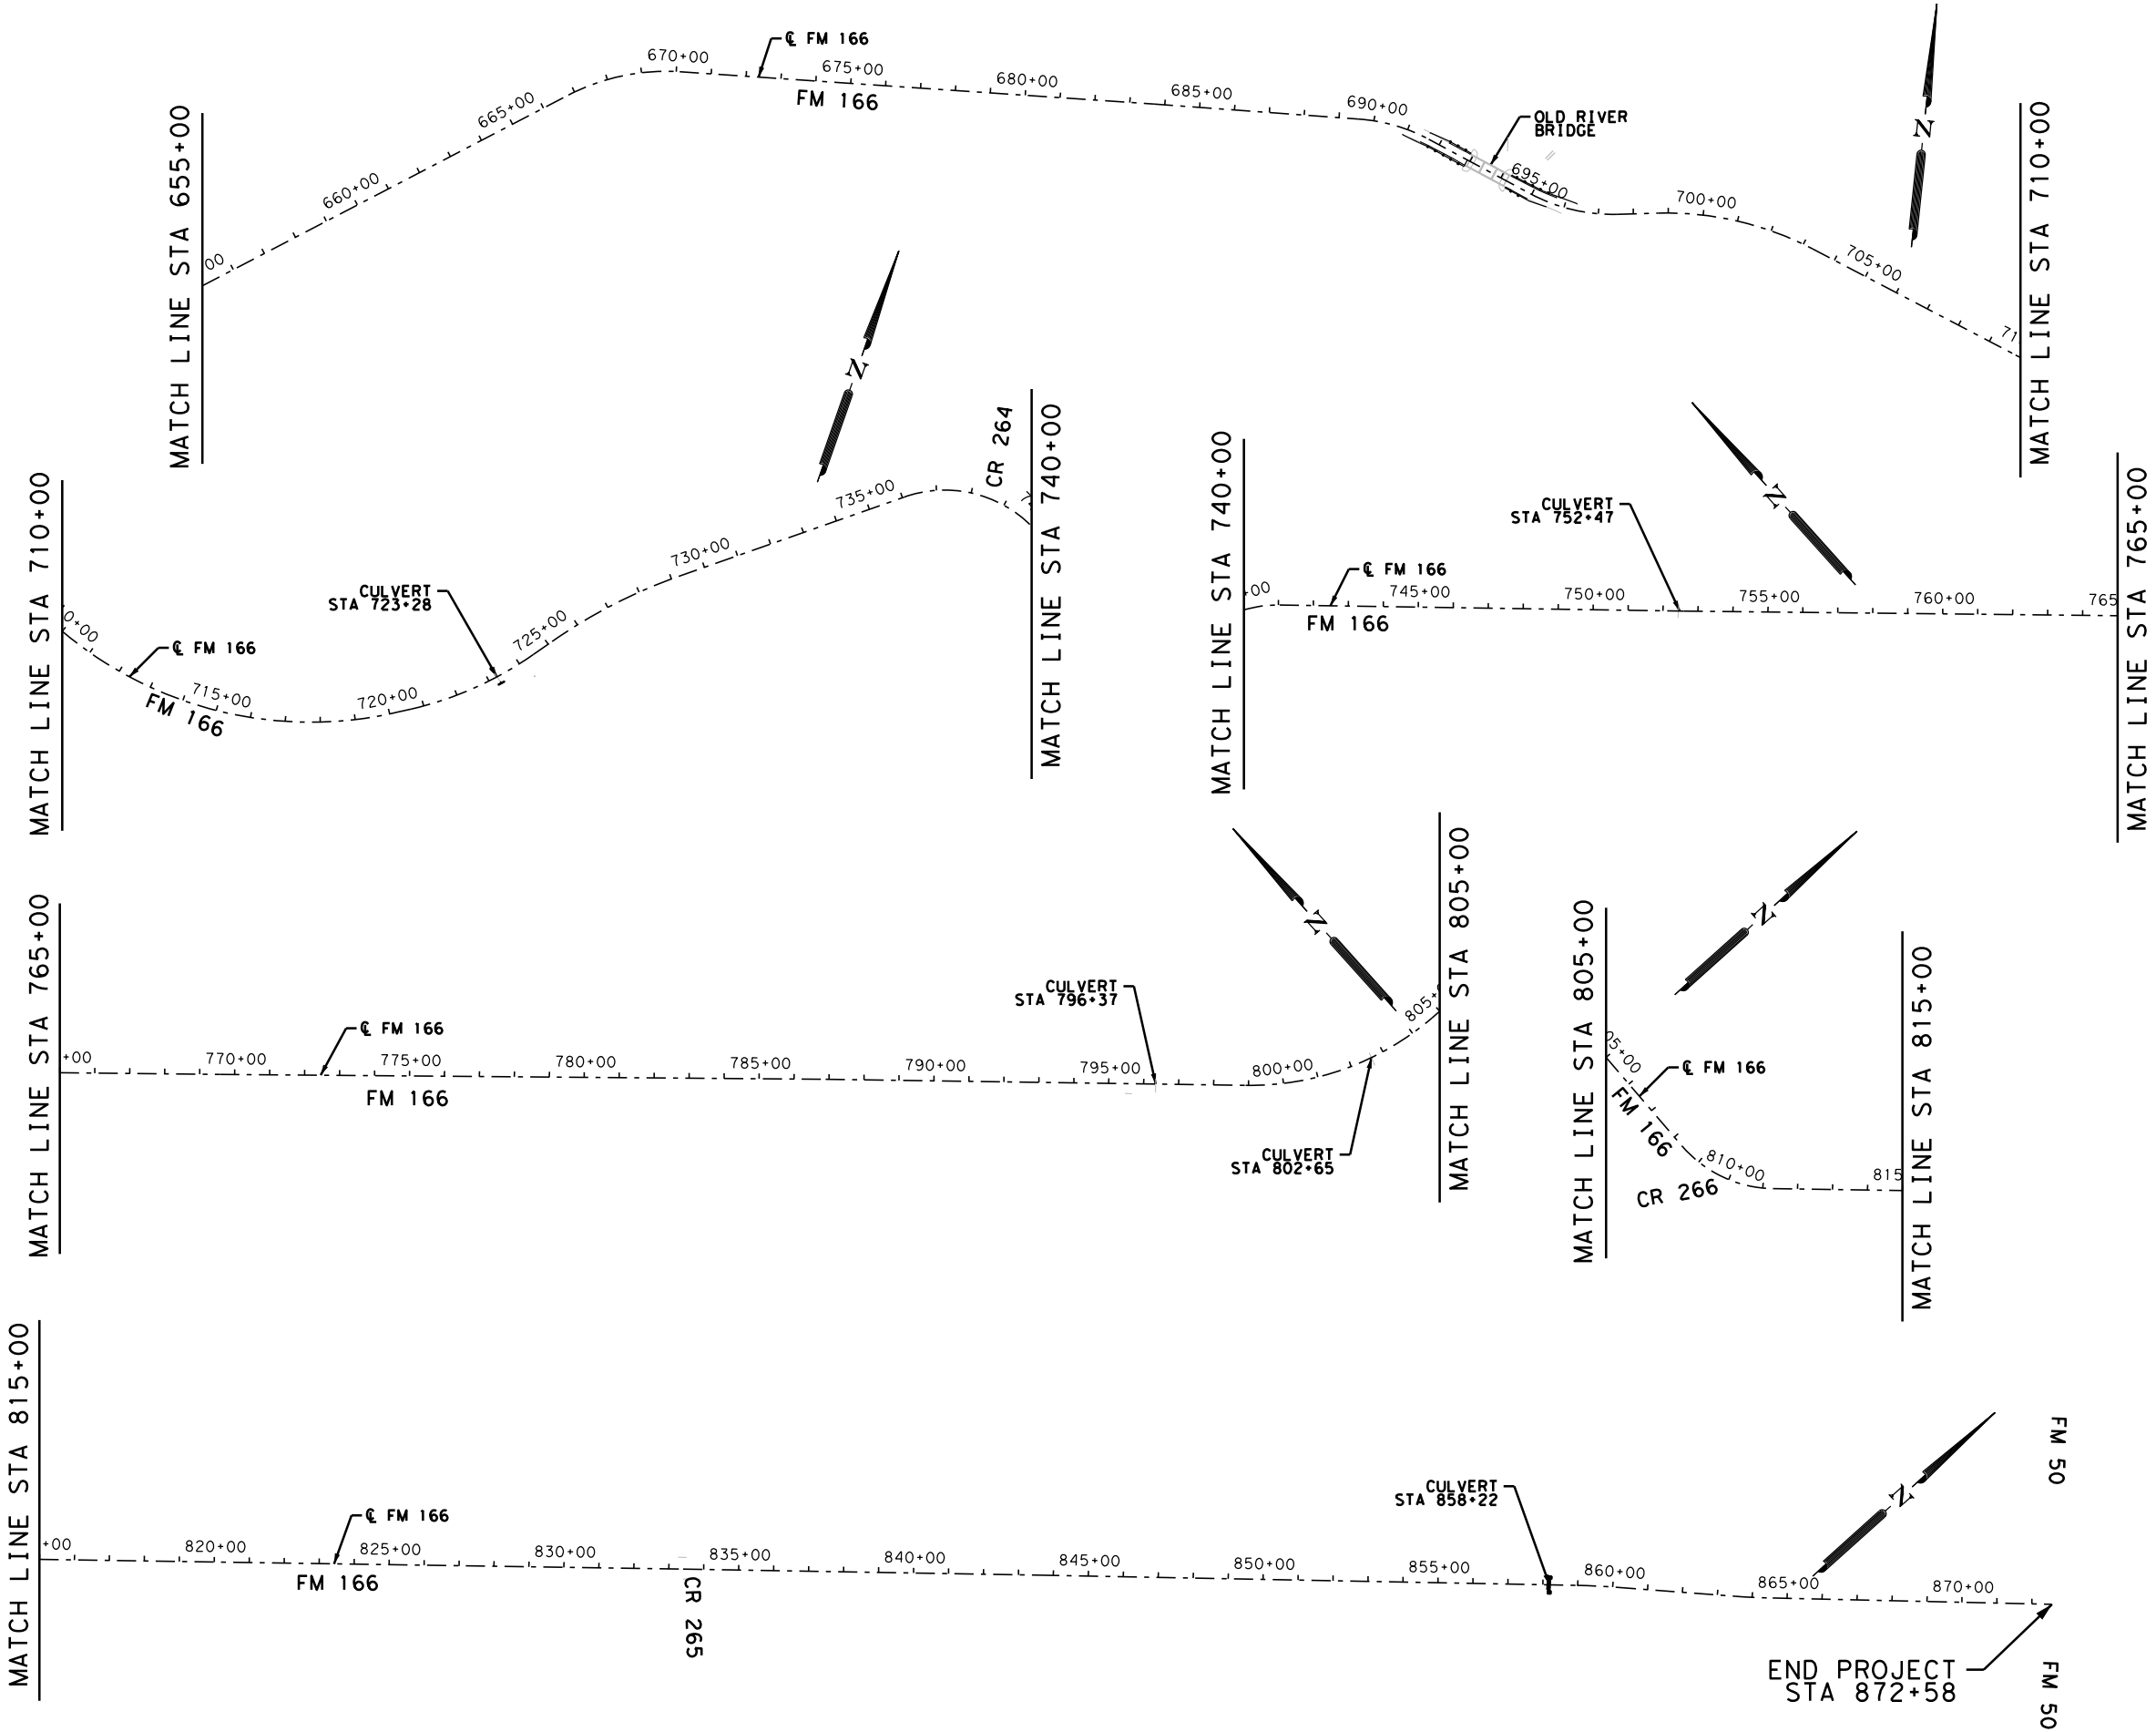 MATCH LINE STA 655+00
00
660+00
665+00
670+00
℄ FM 166
675+00
FM 166
680+00
685+00
690+00
OLD RIVER
BRIDGE
695+00
700+00
705+00
71
N
MATCH LINE STA 710+00
MATCH LINE STA 710+00
0+00
℄ FM 166
FM 166
715+00
720+00
CULVERT
STA 723+28
725+00
730+00
735+00
N
CR 264
MATCH LINE STA 740+00
MATCH LINE STA 740+00
+00
℄ FM 166
FM 166
745+00
750+00
CULVERT
STA 752+47
755+00
760+00
765
N
MATCH LINE STA 765+00
MATCH LINE STA 765+00
+00
770+00
℄ FM 166
775+00
FM 166
780+00
785+00
790+00
795+00
CULVERT
STA 796+37
800+00
CULVERT
STA 802+65
805+
N
MATCH LINE STA 805+00
MATCH LINE STA 805+00
05+00
℄ FM 166
FM 166
810+00
CR 266
815
N
MATCH LINE STA 815+00
MATCH LINE STA 815+00
+00
820+00
℄ FM 166
825+00
FM 166
830+00
835+00
CR 265
840+00
845+00
850+00
855+00
CULVERT
STA 858+22
860+00
865+00
870+00
N
FM 50
END PROJECT
STA 872+58
FM 50